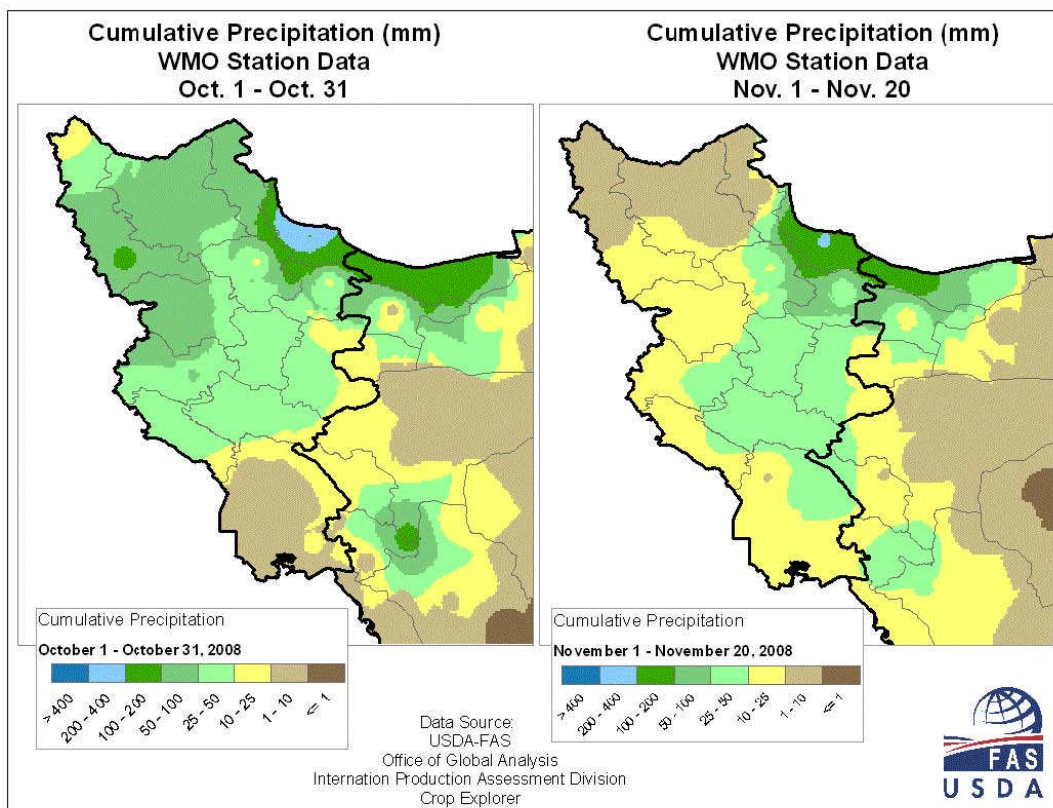 Cumulative Precipitation (mm)
WMO Station Data
Oct. 1 - Oct. 31
Cumulative Precipitation (mm)
WMO Station Data
Nov. 1 - Nov. 20
Cumulative Precipitation
October 1 - October 31, 2008
> 400
200 - 400
100 - 200
50 - 100
25 - 50
10 - 25
1 - 10
<= 1
Cumulative Precipitation
November 1 - November 20, 2008
> 400
200 - 400
100 - 200
50 - 100
25 - 50
10 - 25
1 - 10
<= 1
Data Source:
USDA-FAS
Office of Global Analysis
Internation Production Assessment Division
Crop Explorer
FAS
USDA